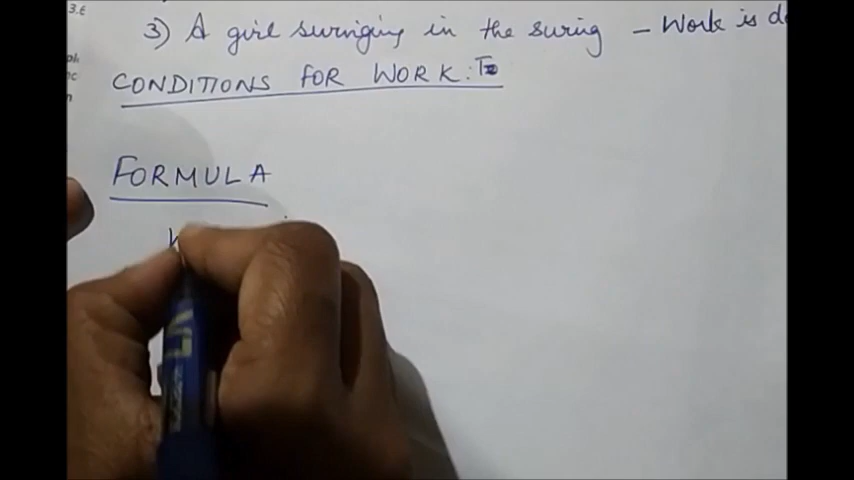 3) A girl swinging in the swing - Work is d
CONDITIONS FOR WORK:
FORMULA